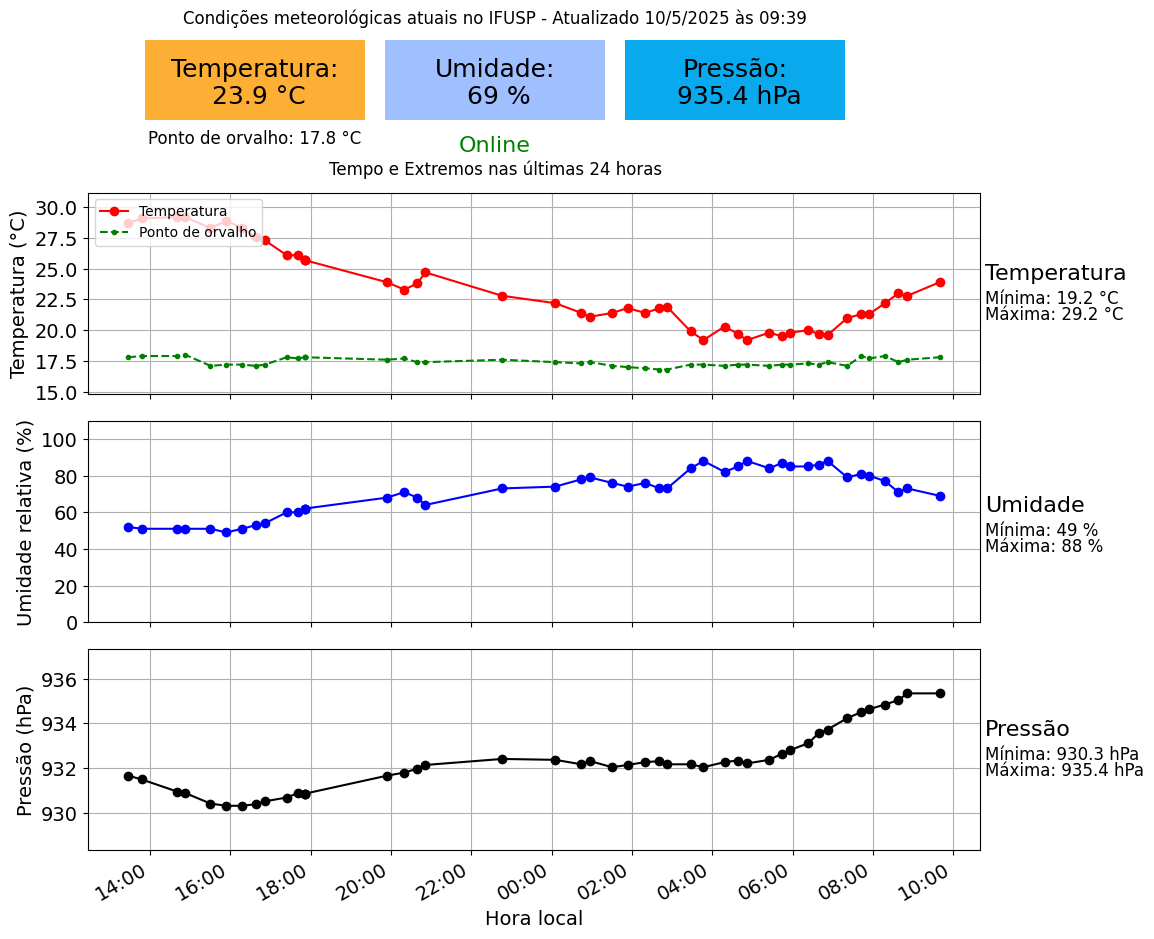 Condições meteorológicas atuais no IFUSP - Atualizado 10/5/2025 às 09:39
Temperatura:
23.9 °C
Umidade:
69 %
Pressão:
935.4 hPa
Ponto de orvalho: 17.8 °C
Online
Tempo e Extremos nas últimas 24 horas
Temperatura (°C)
30.0
27.5
25.0
22.5
20.0
17.5
15.0
Temperatura
Ponto de orvalho
Temperatura
Mínima: 19.2 °C
Máxima: 29.2 °C
Umidade relativa (%)
100
80
60
40
20
0
Umidade
Mínima: 49 %
Máxima: 88 %
Pressão (hPa)
936
934
932
930
Pressão
Mínima: 930.3 hPa
Máxima: 935.4 hPa
14:00
16:00
18:00
20:00
22:00
00:00
02:00
04:00
06:00
08:00
10:00
Hora local